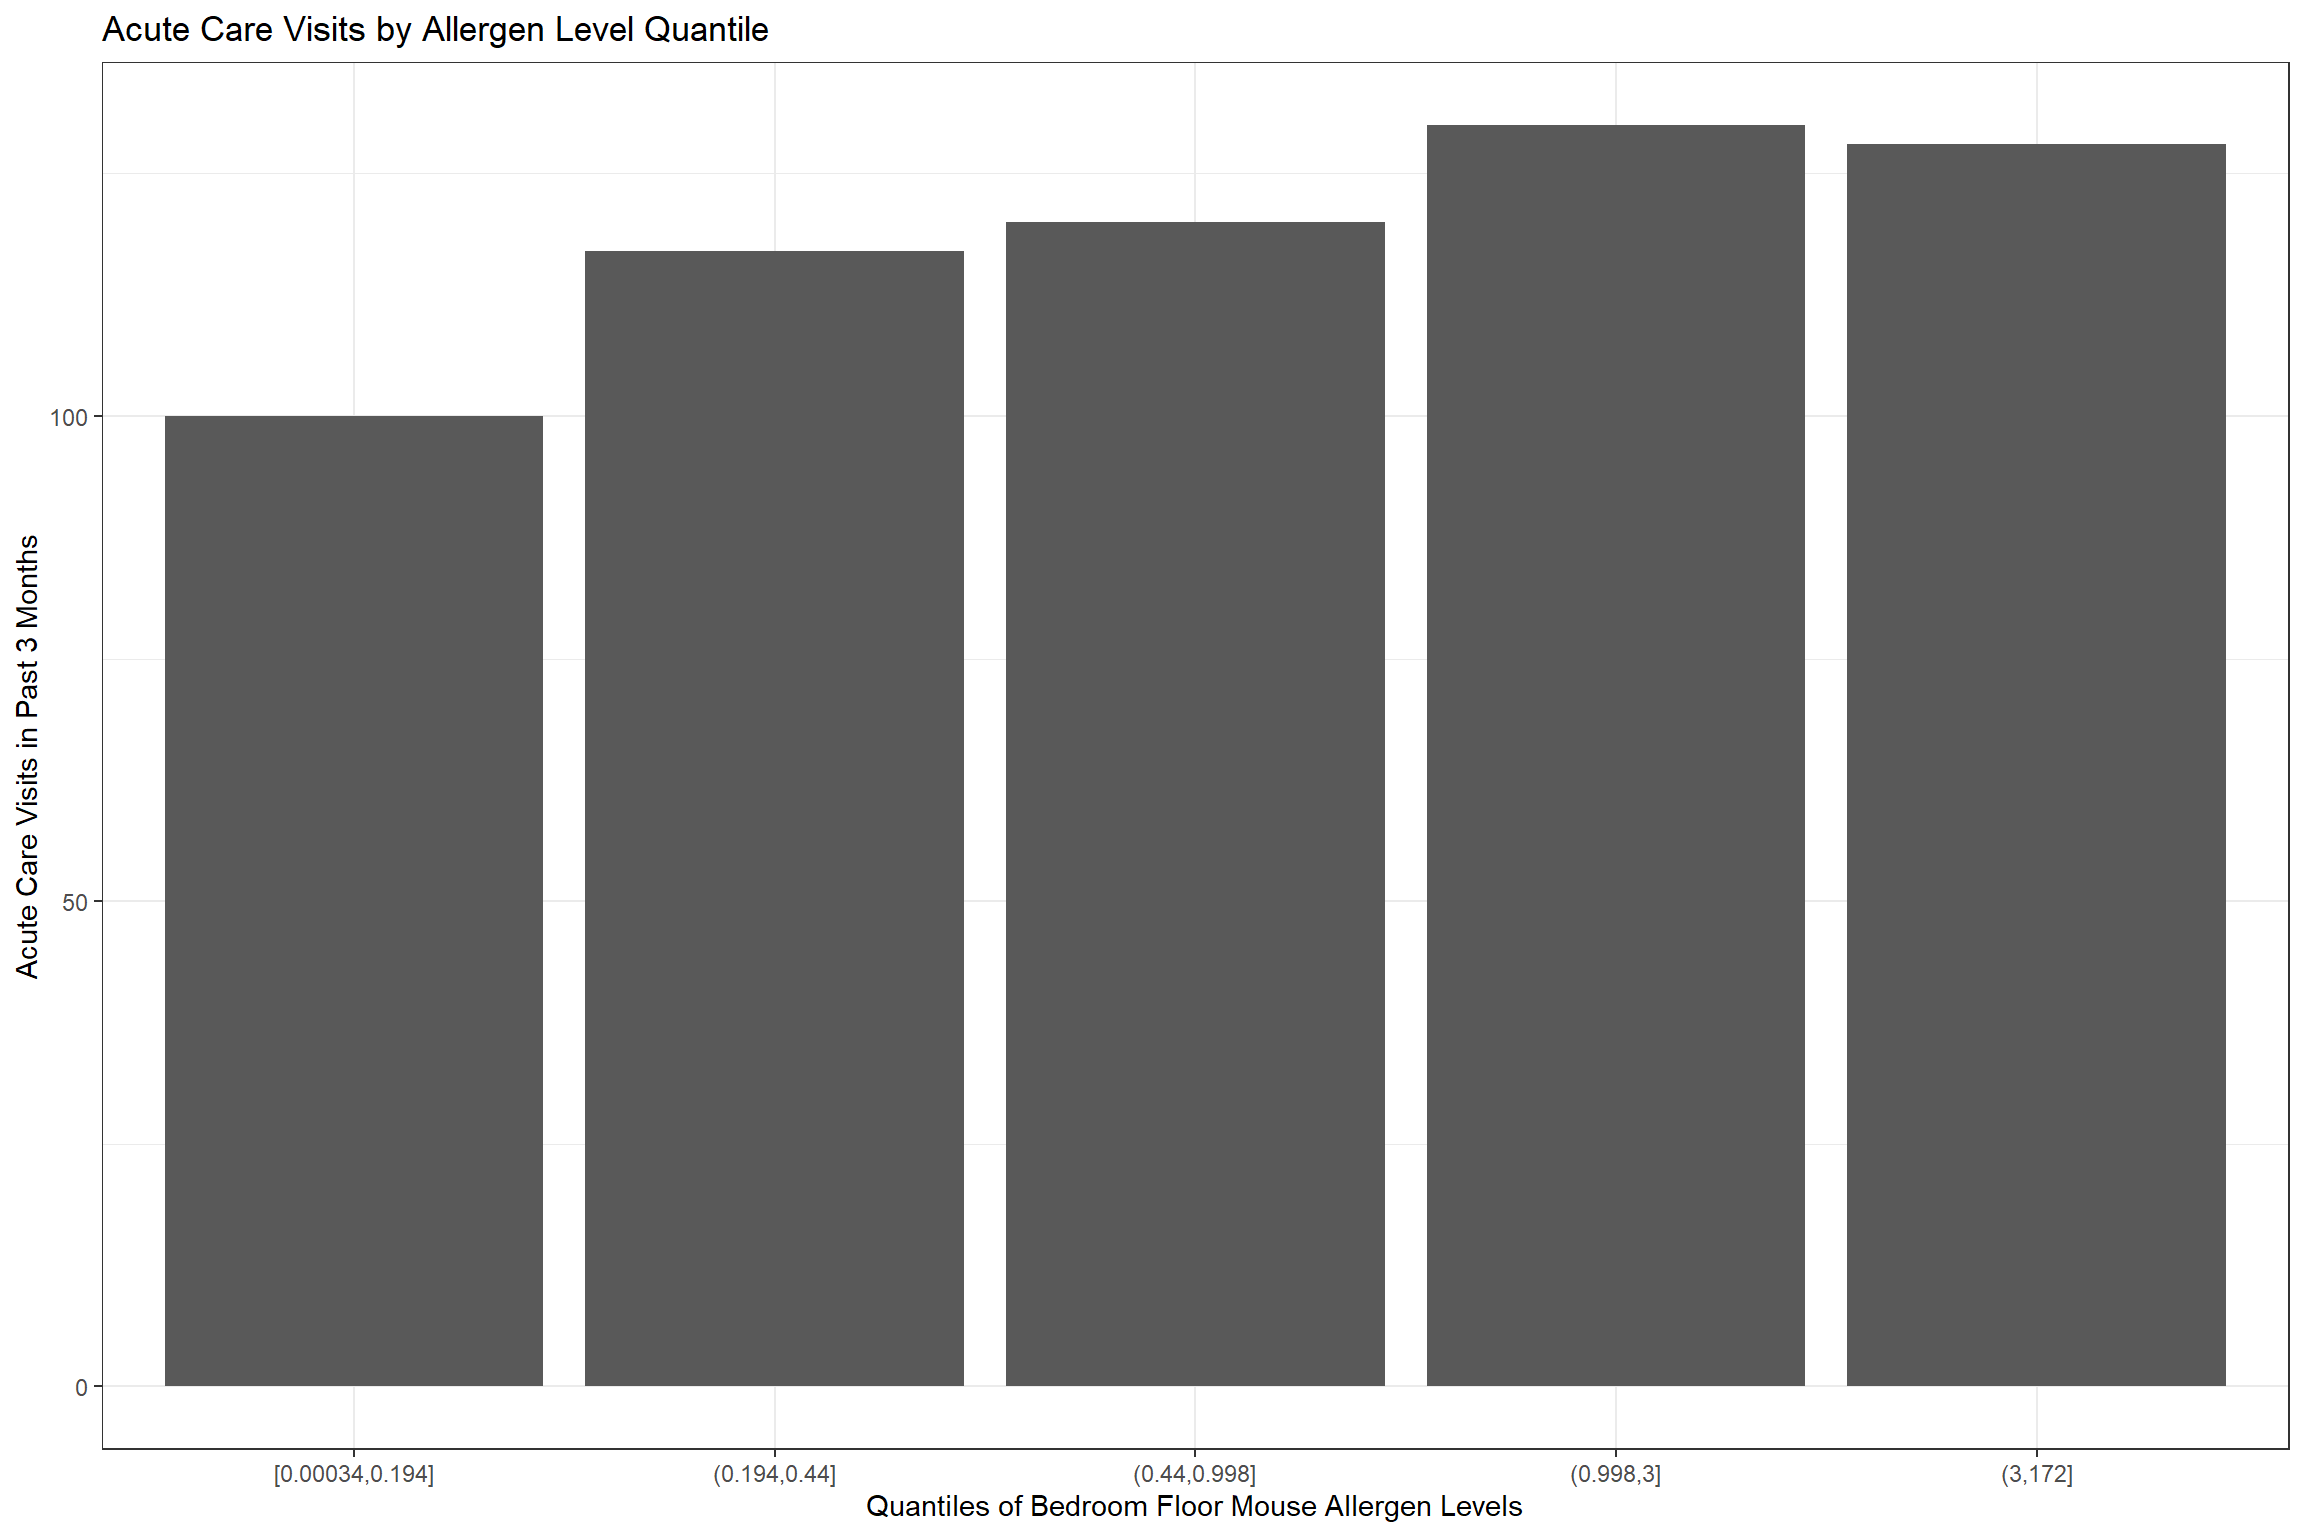 Acute Care Visits by Allergen Level Quantile
Acute Care Visits in Past 3 Months
100
50
0
[0.00034,0.194]
(0.194,0.44]
(0.44,0.998]
(0.998,3]
(3,172]
Quantiles of Bedroom Floor Mouse Allergen Levels